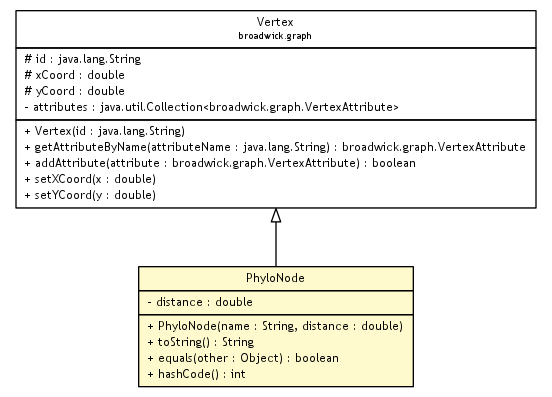 Vertex
broadwick.graph
# id : java.lang.String
# xCoord : double
# yCoord : double
- attributes : java.util.Collection<broadwick.graph.VertexAttribute>
+ Vertex(id : java.lang.String)
+ getAttributeByName(attributeName : java.lang.String) : broadwick.graph.VertexAttribute
+ addAttribute(attribute : broadwick.graph.VertexAttribute) : boolean
+ setXCoord(x : double)
+ setYCoord(y : double)
PhyloNode
- distance : double
+ PhyloNode(name : String, distance : double)
+ toString() : String
+ equals(other : Object) : boolean
+ hashCode() : int